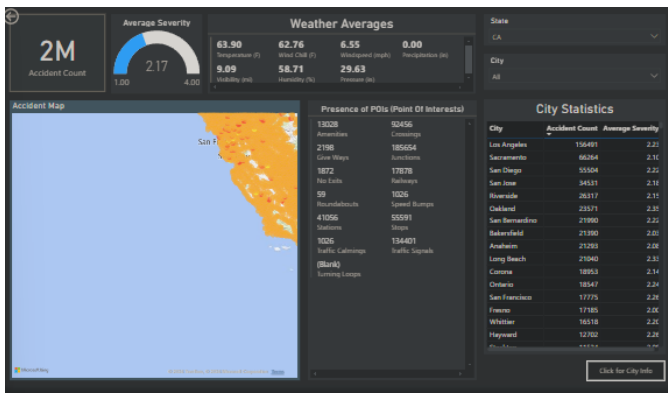 2M
Accident Count
Average Severity
2.17
1.00
4.00
Weather Averages
63.90 62.76 6.55 0.00
Temperature (F) Wind Chill (F) Windspeed (mph) Precipitation (in)
9.09 58.71 29.63
Visibility (mi) Humidity (%) Pressure (in)
State
CA
City
All
Accident Map
San F
Microsoft Bing
Terms
Presence of POIs (Point Of Interests)
13028 92456
Amenities Crossings
2198 185654
Give Ways Junctions
1872 17878
No Exits Railways
59 1026
Roundabouts Speed Bumps
41056 55591
Stations Stops
1026 134401
Traffic Calmings Traffic Signals
(Blank)
Turning Loops
City Statistics
City Accident Count Average Severity
Los Angeles 156491
Sacramento 66264
San Diego 55504
San Jose 34531
Riverside 26317
Oakland 23571
San Bernardino 21990
Bakersfield 21390
Anaheim 21293
Long Beach 21040
Corona 18953
Ontario 18547
San Francisco 17775
Fresno 17185
Whittier 16518
Hayward 12702
Click for City Info